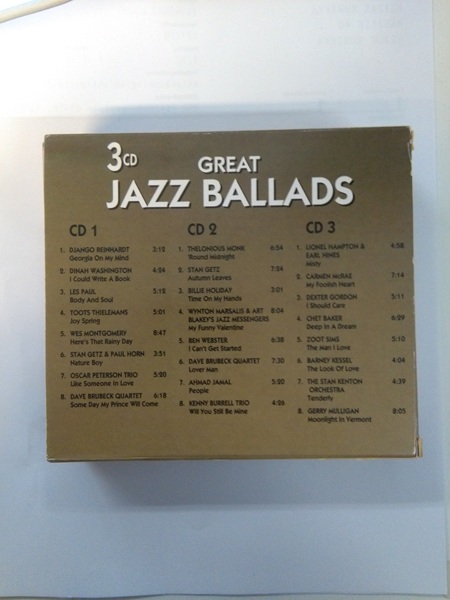 3CD GREAT
JAZZ BALLADS
CD 1
1. DJANGO REINHARDT 3:12
Georgia On My Mind
2. DINAH WASHINGTON 4:24
I Could Write A Book
3. LES PAUL 5:12
Body And Soul
4. TOOTS THIELEMANS 5:01
Joy Spring
5. WES MONTGOMERY 8:47
Here's That Rainy Day
6. STAN GETZ & PAUL HORN 3:51
Nature Boy
7. OSCAR PETERSON TRIO 5:20
Like Someone In Love
8. DAVE BRUBECK QUARTET 6:18
Some Day My Prince Will Come
CD 2
1. THELONIOUS MONK 6:54
'Round Midnight
2. STAN GETZ 7:24
Autumn Leaves
3. BILLIE HOLIDAY 3:01
Time On My Hands
4. WYNTON MARSALIS & ART
BLAKEY'S JAZZ MESSENGERS 8:04
My Funny Valentine
5. BEN WEBSTER 6:38
I Can't Get Started
6. DAVE BRUBECK QUARTET 7:30
Lover Man
7. AHMAD JAMAL 5:20
People
8. KENNY BURRELL TRIO 4:26
Will You Still Be Mine
CD 3
1. LIONEL HAMPTON & 4:58
EARL HINES
Misty
2. CARMEN McRAE 7:14
My Foolish Heart
3. DEXTER GORDON 5:11
I Should Care
4. CHET BAKER 6:29
Deep In A Dream
5. ZOOT SIMS 5:10
The Man I Love
6. BARNEY KESSEL 4:04
The Look Of Love
7. THE STAN KENTON 4:39
ORCHESTRA
Tenderly
8. GERRY MULLIGAN 8:05
Moonlight In Vermont